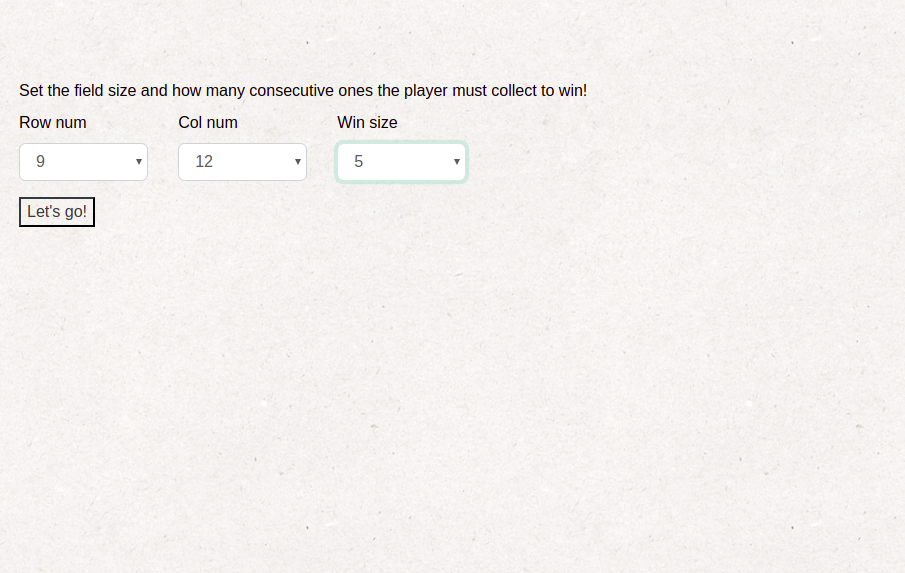 Set the field size and how many consecutive ones the player must collect to win!
Row num Col num Win size
9 12 5
Let's go!